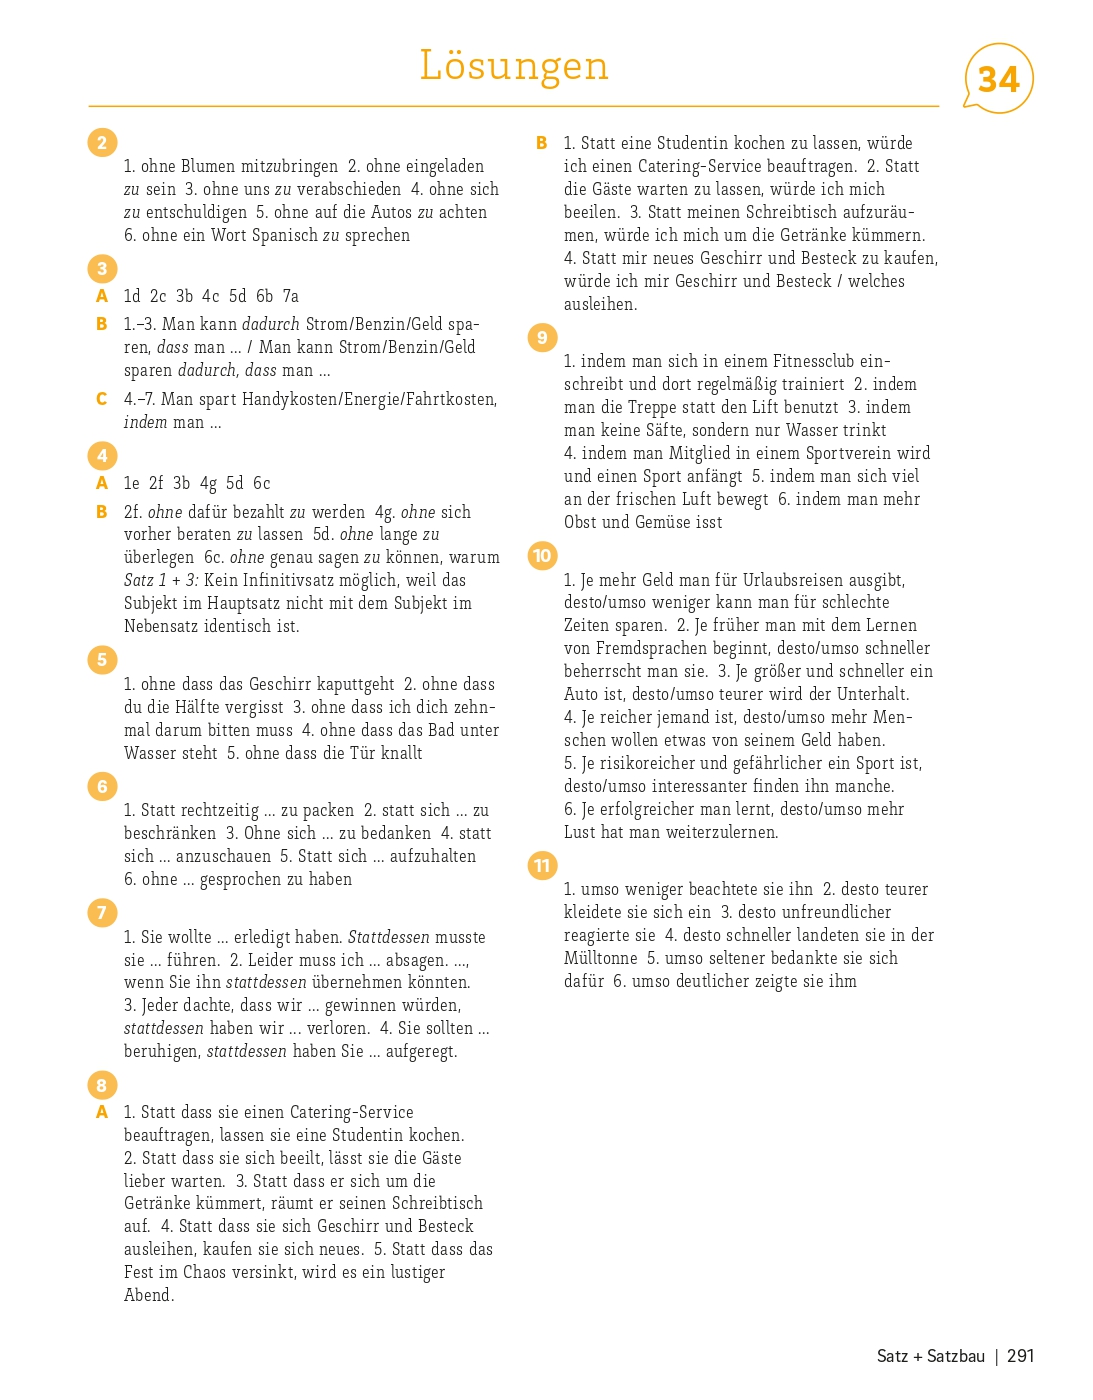 Lösungen
34
2
1. ohne Blumen mitzubringen 2. ohne eingeladen
zu sein 3. ohne uns zu verabschieden 4. ohne sich
zu entschuldigen 5. ohne auf die Autos zu achten
6. ohne ein Wort Spanisch zu sprechen
3
A 1d 2c 3b 4c 5d 6b 7a
B 1.–3. Man kann dadurch Strom/Benzin/Geld spa-
ren, dass man ... / Man kann Strom/Benzin/Geld
sparen dadurch, dass man ...
C 4.–7. Man spart Handykosten/Energie/Fahrtkosten,
indem man ...
4
A 1e 2f 3b 4g 5d 6c
B 2f. ohne dafür bezahlt zu werden 4g. ohne sich
vorher beraten zu lassen 5d. ohne lange zu
überlegen 6c. ohne genau sagen zu können, warum
Satz 1 + 3: Kein Infinitivsatz möglich, weil das
Subjekt im Hauptsatz nicht mit dem Subjekt im
Nebensatz identisch ist.
5
1. ohne dass das Geschirr kaputtgeht 2. ohne dass
du die Hälfte vergisst 3. ohne dass ich dich zehn-
mal darum bitten muss 4. ohne dass das Bad unter
Wasser steht 5. ohne dass die Tür knallt
6
1. Statt rechtzeitig ... zu packen 2. statt sich ... zu
beschränken 3. Ohne sich ... zu bedanken 4. statt
sich ... anzuschauen 5. Statt sich ... aufzuhalten
6. ohne ... gesprochen zu haben
7
1. Sie wollte ... erledigt haben. Stattdessen musste
sie ... führen. 2. Leider muss ich ... absagen. ...,
wenn Sie ihn stattdessen übernehmen könnten.
3. Jeder dachte, dass wir ... gewinnen würden,
stattdessen haben wir ... verloren. 4. Sie sollten ...
beruhigen, stattdessen haben Sie ... aufgeregt.
8
A 1. Statt dass sie einen Catering-Service
beauftragen, lassen sie eine Studentin kochen.
2. Statt dass sie sich beeilt, lässt sie die Gäste
lieber warten. 3. Statt dass er sich um die
Getränke kümmert, räumt er seinen Schreibtisch
auf. 4. Statt dass sie sich Geschirr und Besteck
ausleihen, kaufen sie sich neues. 5. Statt dass das
Fest im Chaos versinkt, wird es ein lustiger
Abend.
B 1. Statt eine Studentin kochen zu lassen, würde
ich einen Catering-Service beauftragen. 2. Statt
die Gäste warten zu lassen, würde ich mich
beeilen. 3. Statt meinen Schreibtisch aufzuräu-
men, würde ich mich um die Getränke kümmern.
4. Statt mir neues Geschirr und Besteck zu kaufen,
würde ich mir Geschirr und Besteck / welches
ausleihen.
9
1. indem man sich in einem Fitnessclub ein-
schreibt und dort regelmäßig trainiert 2. indem
man die Treppe statt den Lift benutzt 3. indem
man keine Säfte, sondern nur Wasser trinkt
4. indem man Mitglied in einem Sportverein wird
und einen Sport anfängt 5. indem man sich viel
an der frischen Luft bewegt 6. indem man mehr
Obst und Gemüse isst
10
1. Je mehr Geld man für Urlaubsreisen ausgibt,
desto/umso weniger kann man für schlechte
Zeiten sparen. 2. Je früher man mit dem Lernen
von Fremdsprachen beginnt, desto/umso schneller
beherrscht man sie. 3. Je größer und schneller ein
Auto ist, desto/umso teurer wird der Unterhalt.
4. Je reicher jemand ist, desto/umso mehr Men-
schen wollen etwas von seinem Geld haben.
5. Je risikoreicher und gefährlicher ein Sport ist,
desto/umso interessanter finden ihn manche.
6. Je erfolgreicher man lernt, desto/umso mehr
Lust hat man weiterzulernen.
11
1. umso weniger beachtete sie ihn 2. desto teurer
kleidete sie sich ein 3. desto unfreundlicher
reagierte sie 4. desto schneller landeten sie in der
Mülltonne 5. umso seltener bedankte sie sich
dafür 6. umso deutlicher zeigte sie ihm
Satz + Satzbau | 291